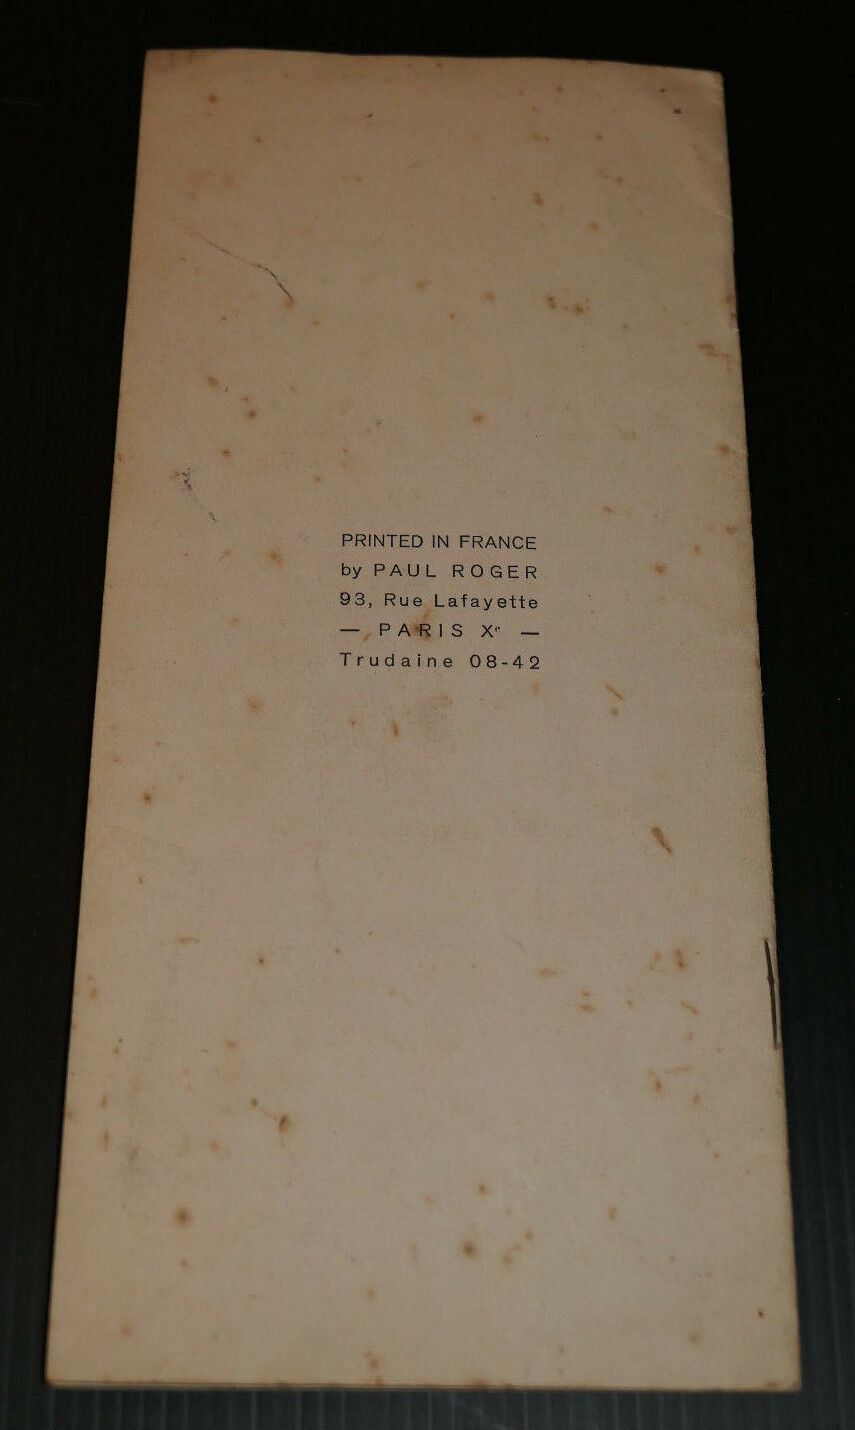 PRINTED IN FRANCE
by PAUL ROGER
93, Rue Lafayette
— PARIS Xᵉ —
Trudaine 08-42